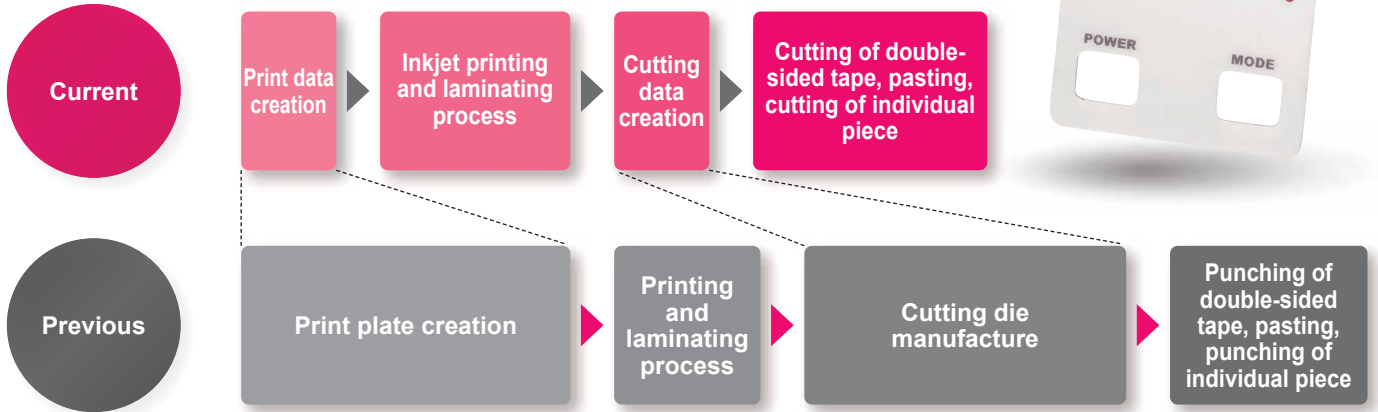 Current
Print data
creation
Inkjet printing
and laminating
process
Cutting
data
creation
Cutting of double-
sided tape, pasting,
cutting of individual
piece
POWER
MODE
Previous
Print plate creation
Printing
and
laminating
process
Cutting die
manufacture
Punching of
double-sided
tape, pasting,
punching of
individual piece